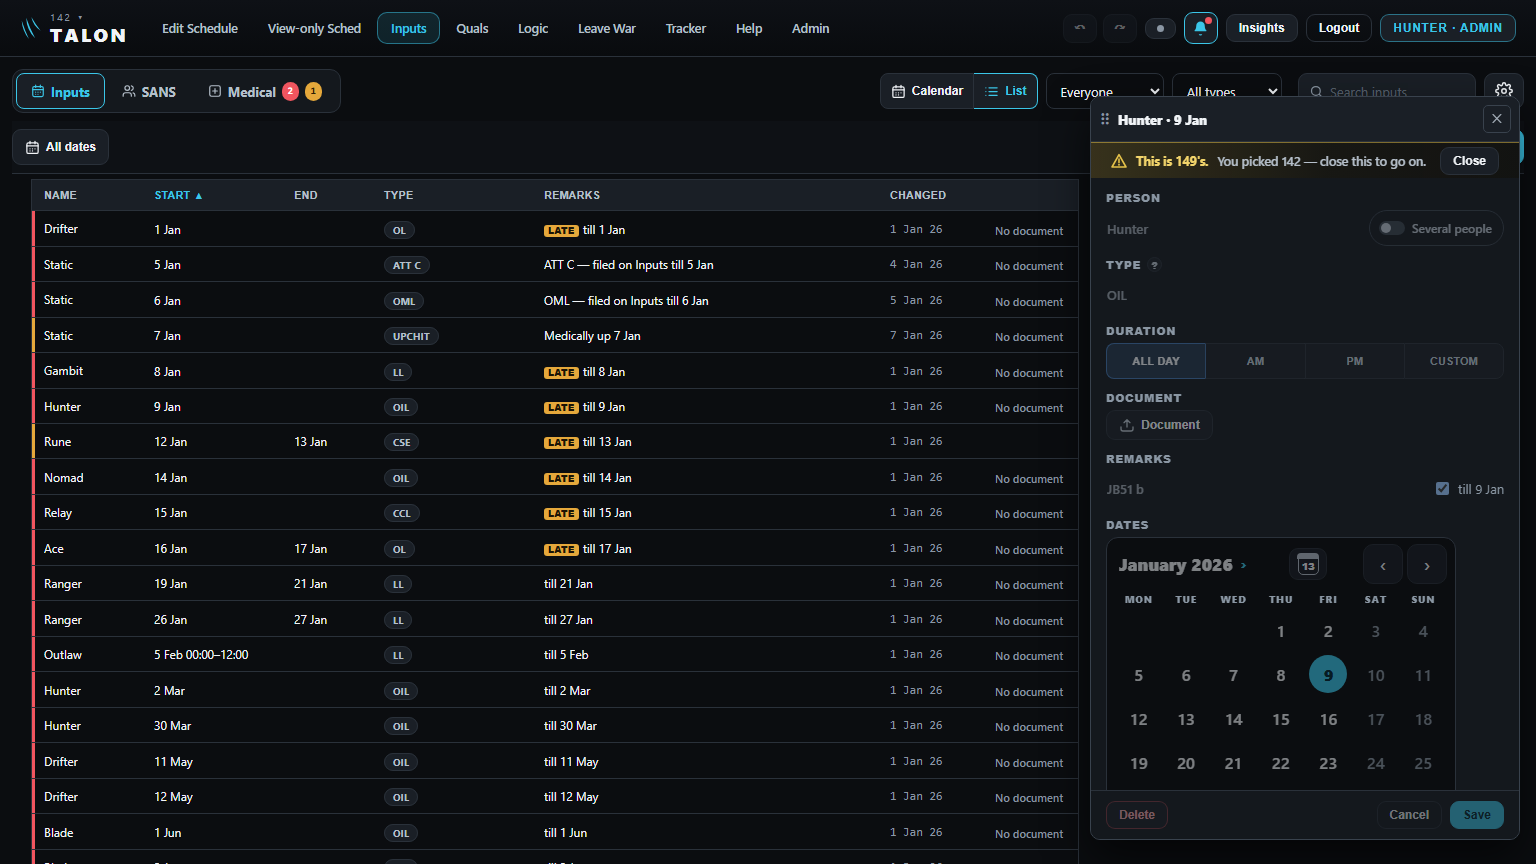 142 ▾
TALON
Edit Schedule View-only Sched Inputs Quals Logic Leave War Tracker Help Admin Insights Logout HUNTER · ADMIN
Inputs SANS Medical 2 1 Calendar List Everyone All types Search inputs
All dates
NAME START ▲ END TYPE REMARKS CHANGED
Drifter 1 Jan OL LATE till 1 Jan 1 Jan 26 No document
Static 5 Jan ATT C ATT C — filed on Inputs till 5 Jan 4 Jan 26 No document
Static 6 Jan OML OML — filed on Inputs till 6 Jan 5 Jan 26 No document
Static 7 Jan UPCHIT Medically up 7 Jan 7 Jan 26 No document
Gambit 8 Jan LL LATE till 8 Jan 1 Jan 26 No document
Hunter 9 Jan OIL LATE till 9 Jan 1 Jan 26 No document
Rune 12 Jan 13 Jan CSE LATE till 13 Jan 1 Jan 26
Nomad 14 Jan OIL LATE till 14 Jan 1 Jan 26 No document
Relay 15 Jan CCL LATE till 15 Jan 1 Jan 26 No document
Ace 16 Jan 17 Jan OL LATE till 17 Jan 1 Jan 26 No document
Ranger 19 Jan 21 Jan LL till 21 Jan 1 Jan 26 No document
Ranger 26 Jan 27 Jan LL till 27 Jan 1 Jan 26 No document
Outlaw 5 Feb 00:00–12:00 LL till 5 Feb 1 Jan 26 No document
Hunter 2 Mar OIL till 2 Mar 1 Jan 26 No document
Hunter 30 Mar OIL till 30 Mar 1 Jan 26 No document
Drifter 11 May OIL till 11 May 1 Jan 26 No document
Drifter 12 May OIL till 12 May 1 Jan 26 No document
Blade 1 Jun OIL till 1 Jun 1 Jan 26 No document
Hunter · 9 Jan
This is 149's. You picked 142 — close this to go on. Close
PERSON
Hunter Several people
TYPE ?
OIL
DURATION
ALL DAY AM PM CUSTOM
DOCUMENT
Document
REMARKS
JB51 b till 9 Jan
DATES
January 2026 › 13 ‹ ›
MON TUE WED THU FRI SAT SUN
1 2 3 4
5 6 7 8 9 10 11
12 13 14 15 16 17 18
19 20 21 22 23 24 25
Delete Cancel Save